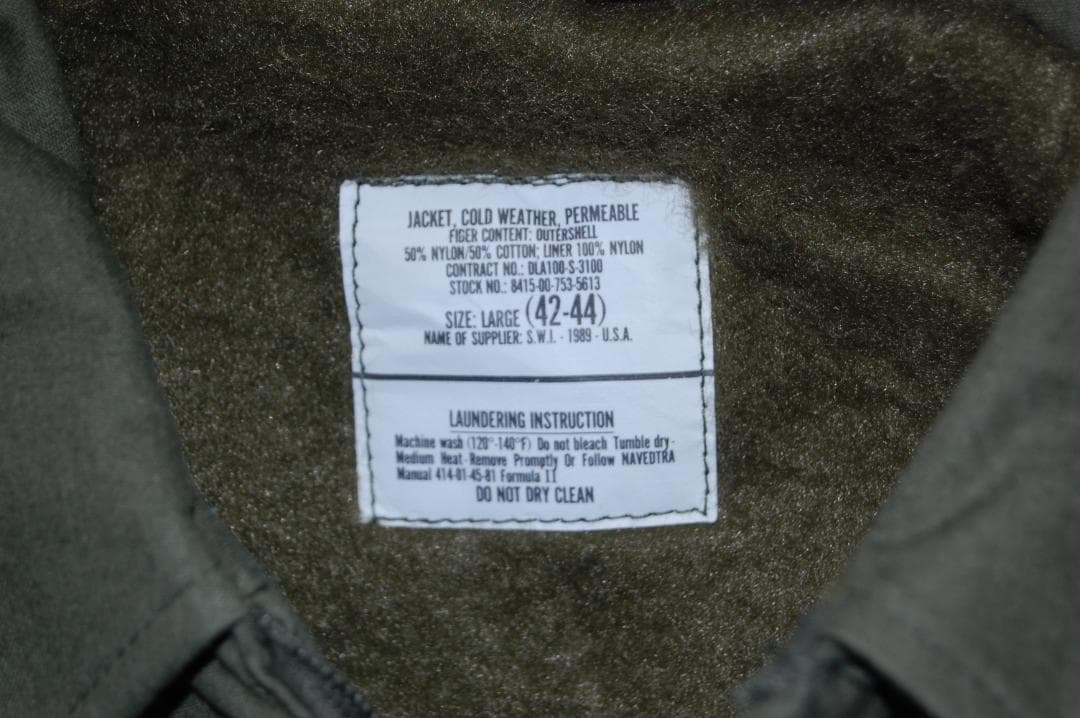 JACKET, COLD WEATHER, PERMEABLE
FIGER CONTENT: OUTERSHELL
50% NYLON/50% COTTON; LINER 100% NYLON
CONTRACT NO.: DLA100-S-3100
STOCK NO.: 8415-00-753-5613
SIZE: LARGE (42-44)
NAME OF SUPPLIER: S.W.I. - 1989 - U.S.A.
LAUNDERING INSTRUCTION
Machine wash (120°-140°F) Do not bleach Tumble dry-
Medium Heat-Remove Promptly Or Follow NAVEDTRA
Manual 414-01-45-81 Formula II
DO NOT DRY CLEAN